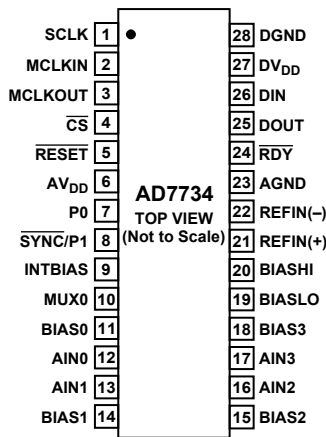 SCLK 1 28 DGND
MCLKIN 2 27 DVDD
MCLKOUT 3 26 DIN
CS 4 25 DOUT
RESET 5 24 RDY
AVDD 6 23 AGND
P0 7 22 REFIN(–)
SYNC/P1 8 21 REFIN(+)
INTBIAS 9 20 BIASHI
MUX0 10 19 BIASLO
BIAS0 11 18 BIAS3
AIN0 12 17 AIN3
AIN1 13 16 AIN2
BIAS1 14 15 BIAS2
AD7734
TOP VIEW
(Not to Scale)